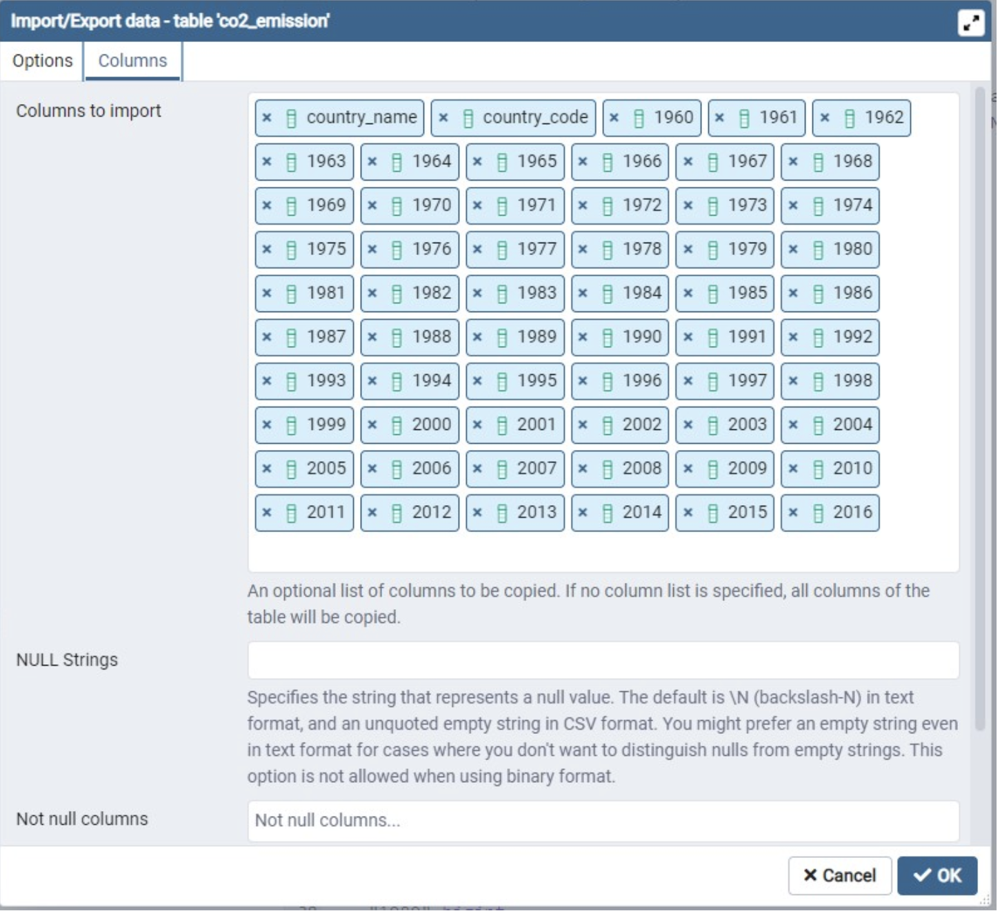 Import/Export data - table 'co2_emission'
Options Columns
Columns to import
country_name country_code 1960 1961 1962
1963 1964 1965 1966 1967 1968
1969 1970 1971 1972 1973 1974
1975 1976 1977 1978 1979 1980
1981 1982 1983 1984 1985 1986
1987 1988 1989 1990 1991 1992
1993 1994 1995 1996 1997 1998
1999 2000 2001 2002 2003 2004
2005 2006 2007 2008 2009 2010
2011 2012 2013 2014 2015 2016
An optional list of columns to be copied. If no column list is specified, all columns of the
table will be copied.
NULL Strings
Specifies the string that represents a null value. The default is \N (backslash-N) in text
format, and an unquoted empty string in CSV format. You might prefer an empty string even
in text format for cases where you don't want to distinguish nulls from empty strings. This
option is not allowed when using binary format.
Not null columns
Not null columns...
Cancel OK